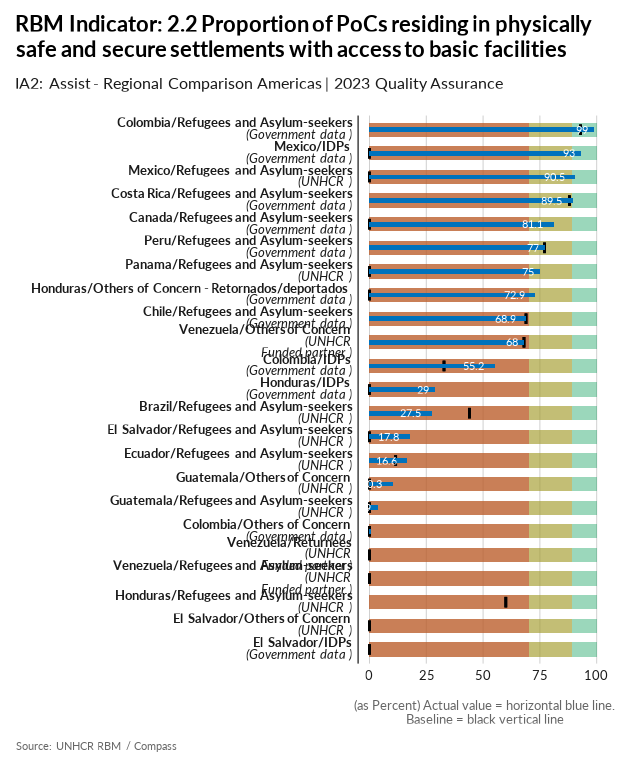 RBM Indicator: 2.2 Proportion of PoCs residing in physically
safe and secure settlements with access to basic facilities
IA2: Assist - Regional Comparison Americas | 2023 Quality Assurance
Colombia/Refugees and Asylum-seekers
(Government data )
99
Mexico/IDPs
(Government data )
93
Mexico/Refugees and Asylum-seekers
(UNHCR )
90.5
Costa Rica/Refugees and Asylum-seekers
(Government data )
89.5
Canada/Refugees and Asylum-seekers
(Government data )
81.1
Peru/Refugees and Asylum-seekers
(Government data )
77
Panama/Refugees and Asylum-seekers
(UNHCR )
75
Honduras/Others of Concern - Retornados/deportados
(Government data )
72.9
Chile/Refugees and Asylum-seekers
(Government data )
68.9
Venezuela/Others of Concern
(UNHCR
Funded partner )
68
Colombia/IDPs
(Government data )
55.2
Honduras/IDPs
(Government data )
29
Brazil/Refugees and Asylum-seekers
(UNHCR )
27.5
El Salvador/Refugees and Asylum-seekers
(UNHCR )
17.8
Ecuador/Refugees and Asylum-seekers
(UNHCR )
16.6
Guatemala/Others of Concern
(UNHCR )
Guatemala/Refugees and Asylum-seekers
(UNHCR )
Colombia/Others of Concern
(Government data )
Venezuela/Returnees
(UNHCR
Funded partner )
Venezuela/Refugees and Asylum-seekers
(UNHCR
Funded partner )
Honduras/Refugees and Asylum-seekers
(UNHCR )
El Salvador/Others of Concern
(UNHCR )
El Salvador/IDPs
(Government data )
0 25 50 75 100
(as Percent) Actual value = horizontal blue line.
Baseline = black vertical line
Source: UNHCR RBM / Compass